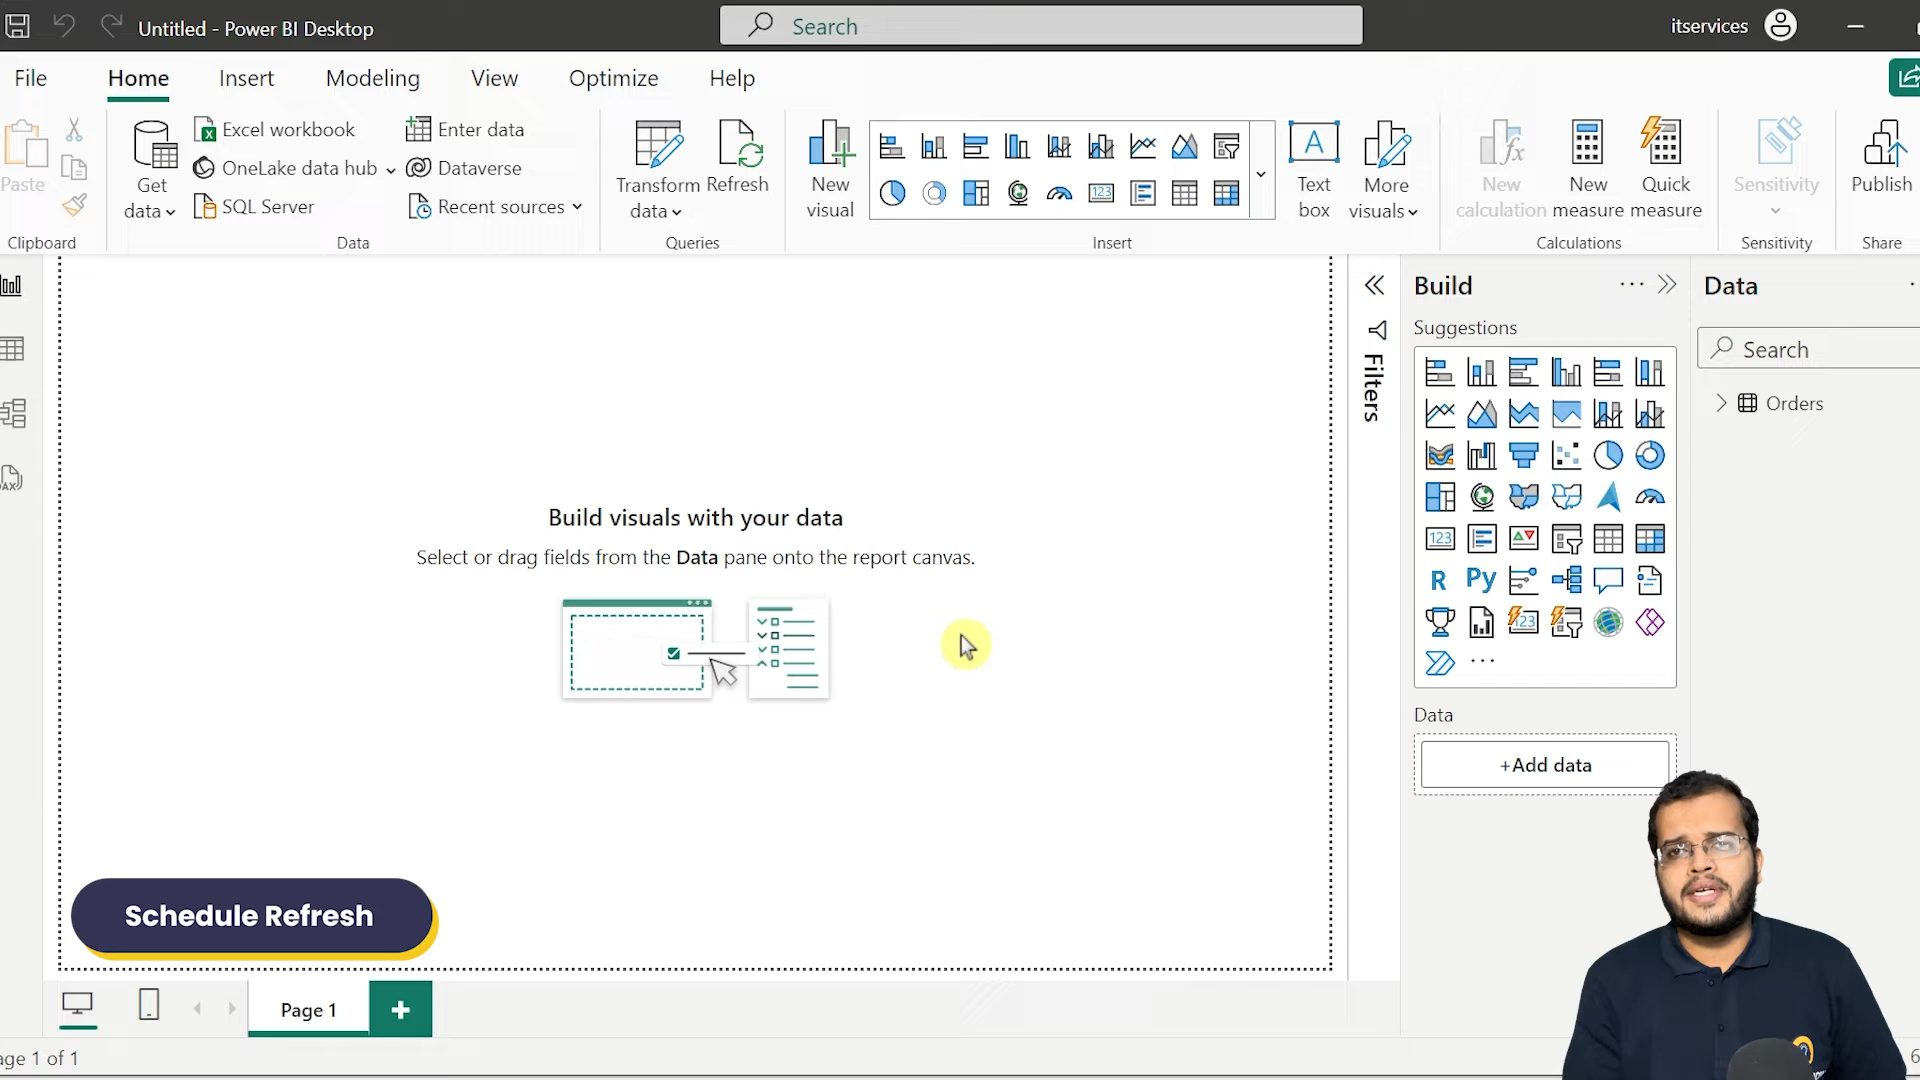 Untitled - Power BI Desktop
Search
itservices
File
Home
Insert
Modeling
View
Optimize
Help
Paste
Clipboard
Get
data
Excel workbook
OneLake data hub
SQL Server
Enter data
Dataverse
Recent sources
Data
Transform
data
Refresh
Queries
New
visual
Insert
A
Text
box
More
visuals
New
calculation
New
measure
Quick
measure
Calculations
Sensitivity
Sensitivity
Publish
Share
Build visuals with your data
Select or drag fields from the Data pane onto the report canvas.
Schedule Refresh
Page 1
+
age 1 of 1
Filters
Build
Suggestions
123
R
Py
123
Data
+Add data
Data
Search
Orders